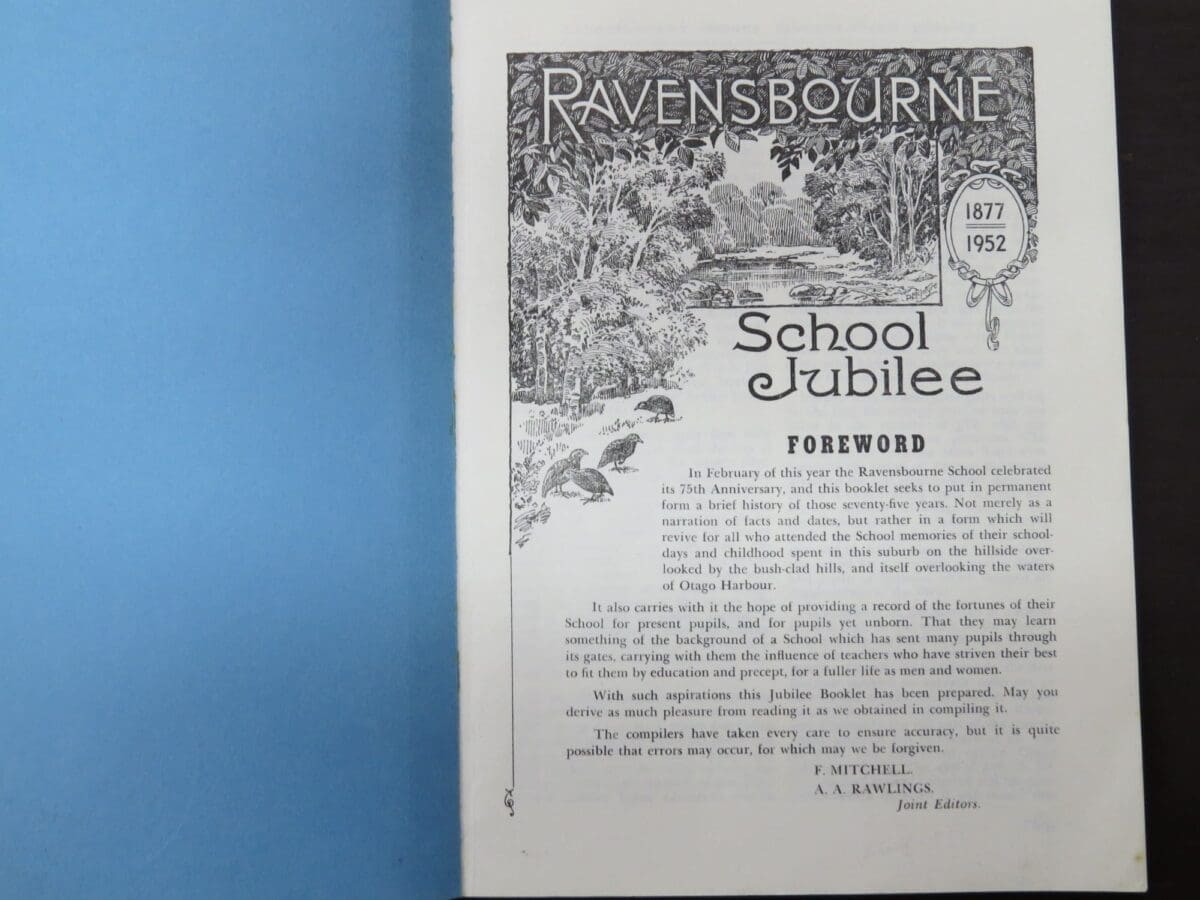 RAVENSBOURNE
1877
1952
School
Jubilee
FOREWORD
In February of this year the Ravensbourne School celebrated
its 75th Anniversary, and this booklet seeks to put in permanent
form a brief history of those seventy-five years. Not merely as a
narration of facts and dates, but rather in a form which will
revive for all who attended the School memories of their school-
days and childhood spent in this suburb on the hillside over-
looked by the bush-clad hills, and itself overlooking the waters
of Otago Harbour.
It also carries with it the hope of providing a record of the fortunes of their
School for present pupils, and for pupils yet unborn. That they may learn
something of the background of a School which has sent many pupils through
its gates, carrying with them the influence of teachers who have striven their best
to fit them by education and precept, for a fuller life as men and women.
With such aspirations this Jubilee Booklet has been prepared. May you
derive as much pleasure from reading it as we obtained in compiling it.
The compilers have taken every care to ensure accuracy, but it is quite
possible that errors may occur, for which may we be forgiven.
F. MITCHELL.
A. A. RAWLINGS.
Joint Editors.